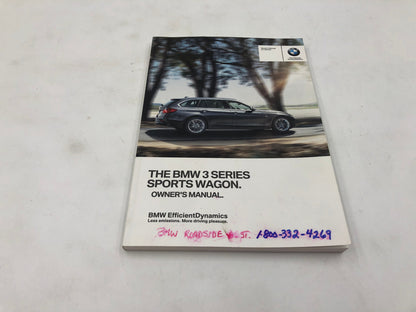 THE BMW 3 SERIES
SPORTS WAGON.
OWNER'S MANUAL.
BMW EfficientDynamics
Less emissions. More driving pleasure.
BMW ROADSIDE ASST. 1-800-332-4269